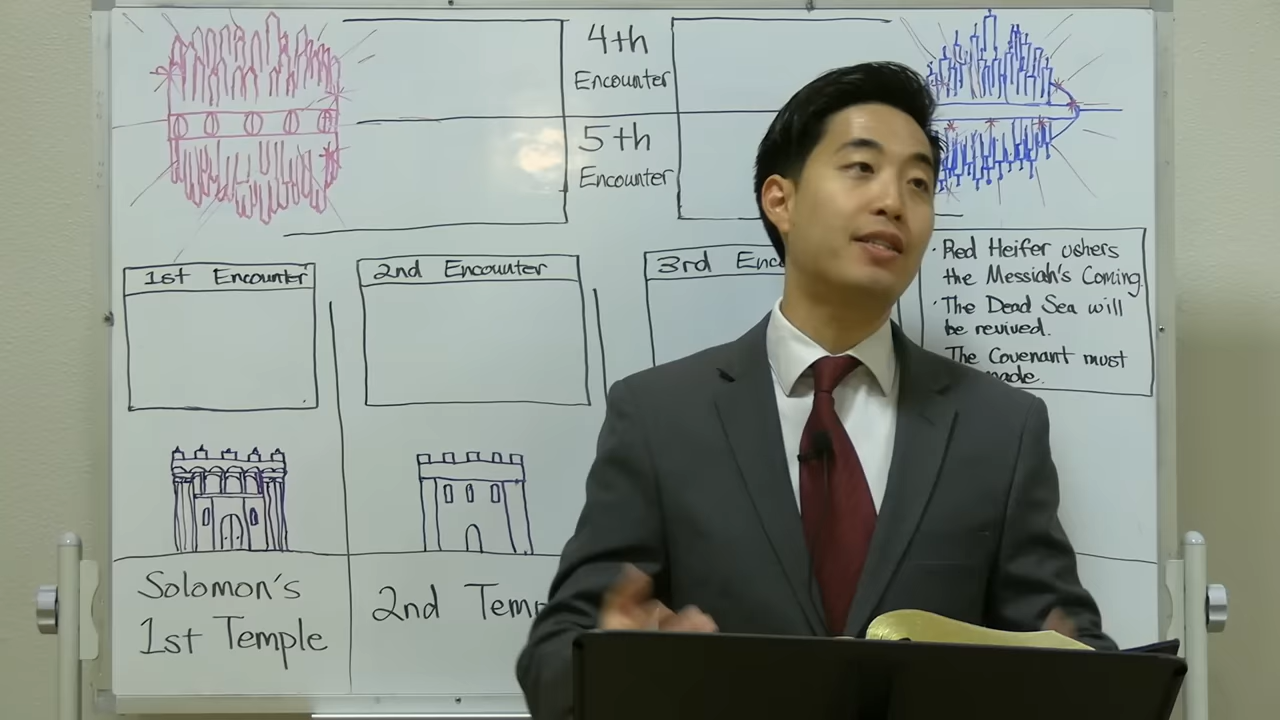 4th
Encounter
5th
Encounter
1st Encounter
2nd Encounter
3rd
· Red Heifer ushers
the Messiah's Coming.
· The Dead Sea will
be revived.
The Covenant must
made.
Solomon's
1st Temple
2nd